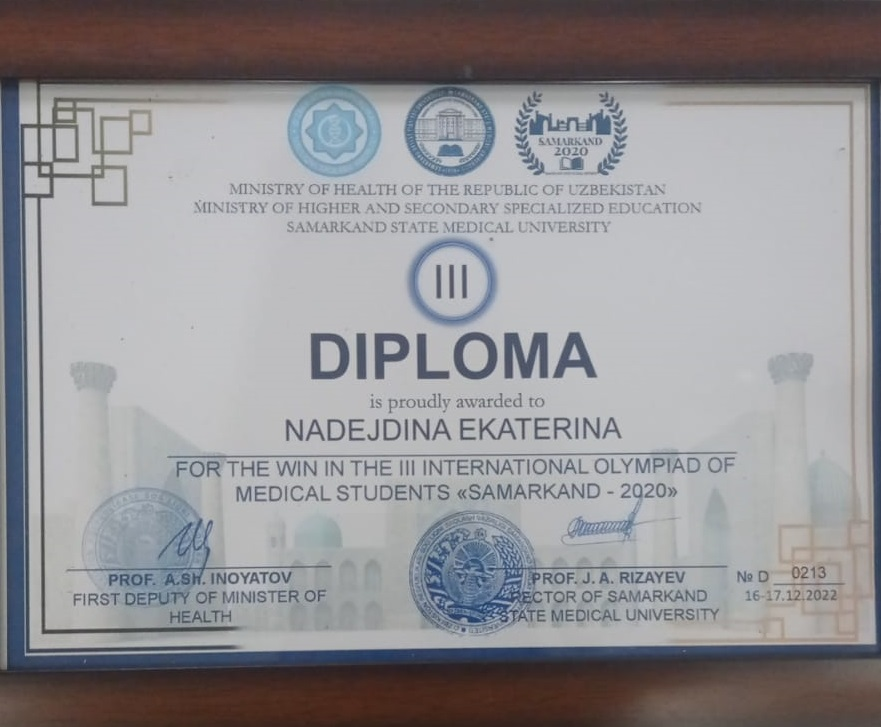 SAMARKAND
2020
MINISTRY OF HEALTH OF THE REPUBLIC OF UZBEKISTAN
MINISTRY OF HIGHER AND SECONDARY SPECIALIZED EDUCATION
SAMARKAND STATE MEDICAL UNIVERSITY
III
DIPLOMA
is proudly awarded to
NADEJDINA EKATERINA
FOR THE WIN IN THE III INTERNATIONAL OLYMPIAD OF
MEDICAL STUDENTS «SAMARKAND - 2020»
PROF. A.Sh. INOYATOV
FIRST DEPUTY OF MINISTER OF
HEALTH
PROF. J. A. RIZAYEV
RECTOR OF SAMARKAND
STATE MEDICAL UNIVERSITY
№ D 0213
16-17.12.2022